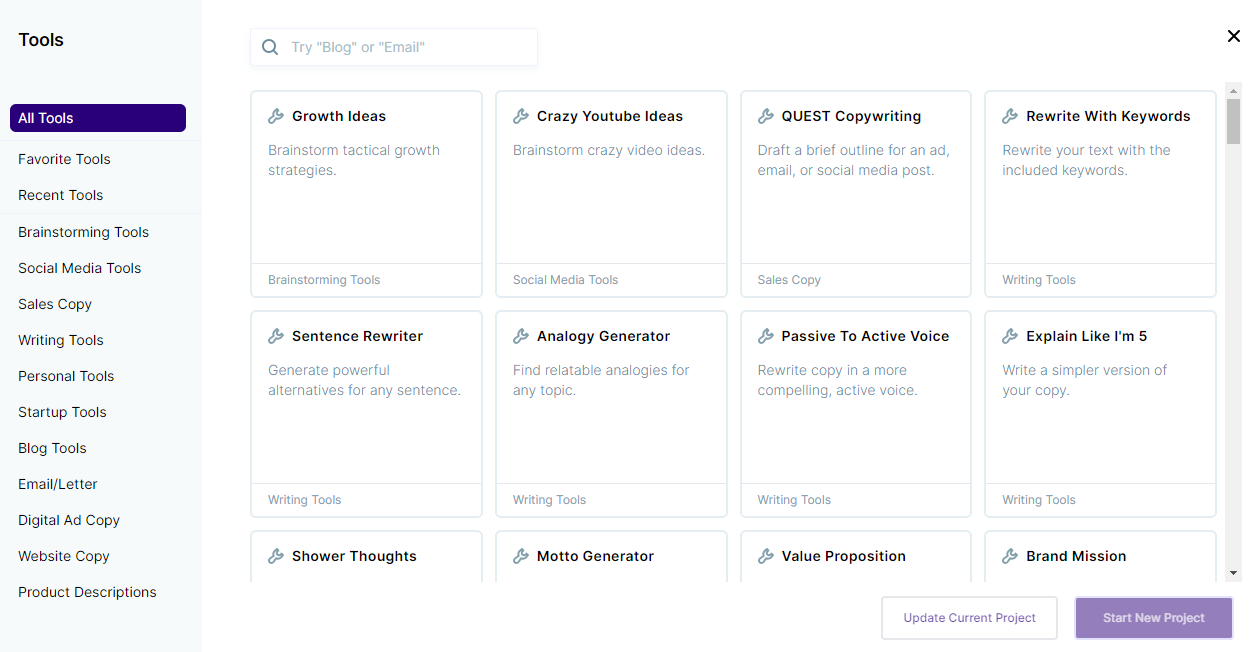 Tools
All Tools
Favorite Tools
Recent Tools
Brainstorming Tools
Social Media Tools
Sales Copy
Writing Tools
Personal Tools
Startup Tools
Blog Tools
Email/Letter
Digital Ad Copy
Website Copy
Product Descriptions
Try "Blog" or "Email"
Growth Ideas
Brainstorm tactical growth
strategies.
Brainstorming Tools
Crazy Youtube Ideas
Brainstorm crazy video ideas.
Social Media Tools
QUEST Copywriting
Draft a brief outline for an ad,
email, or social media post.
Sales Copy
Rewrite With Keywords
Rewrite your text with the
included keywords.
Writing Tools
Sentence Rewriter
Generate powerful
alternatives for any sentence.
Writing Tools
Analogy Generator
Find relatable analogies for
any topic.
Writing Tools
Passive To Active Voice
Rewrite copy in a more
compelling, active voice.
Writing Tools
Explain Like I'm 5
Write a simpler version of
your copy.
Writing Tools
Shower Thoughts
Motto Generator
Value Proposition
Brand Mission
Update Current Project
Start New Project